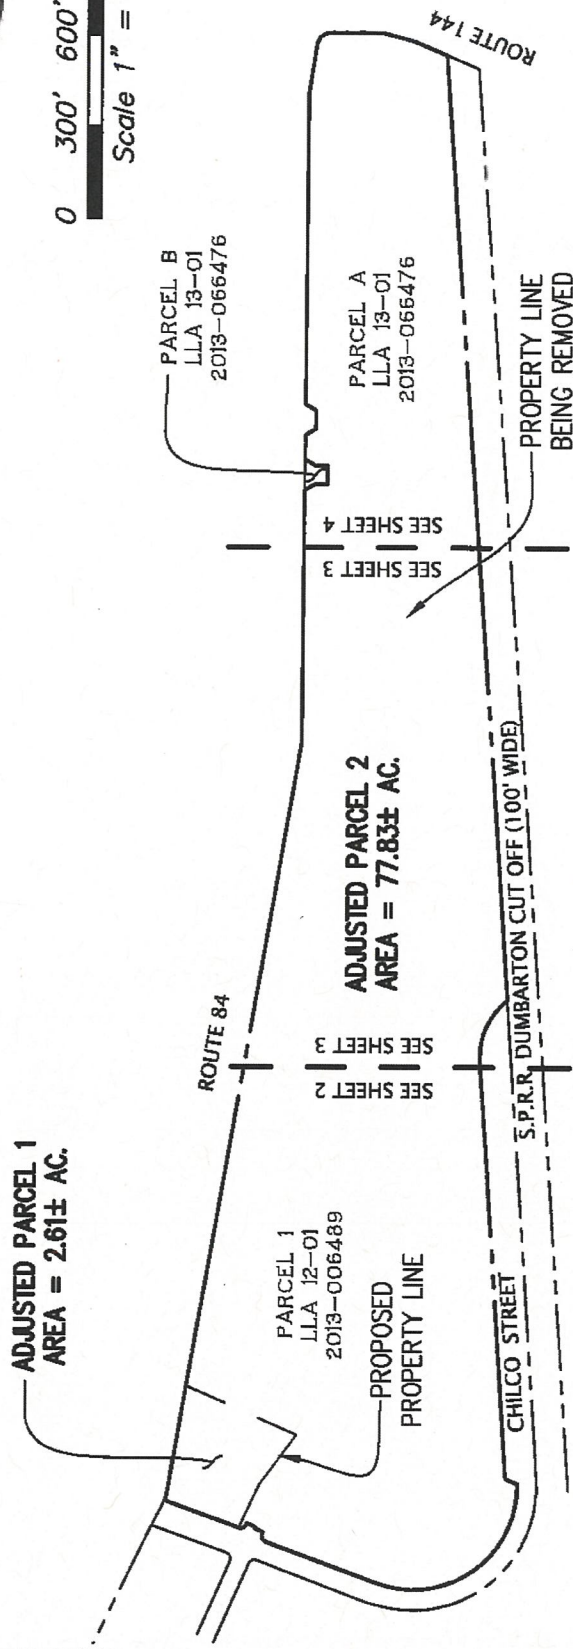 0 300' 600'
Scale 1" =
ROUTE 144
PARCEL B
LLA 13-01
2013-066476
PARCEL A
LLA 13-01
2013-066476
PROPERTY LINE
BEING REMOVED
SEE SHEET 4
SEE SHEET 3
ADJUSTED PARCEL 2
AREA = 77.83± AC.
S.P.R.R. DUMBARTON CUT OFF (100' WIDE)
ROUTE 84
SEE SHEET 3
SEE SHEET 2
ADJUSTED PARCEL 1
AREA = 2.61± AC.
PARCEL 1
LLA 12-01
2013-006489
PROPOSED
PROPERTY LINE
CHILCO STREET